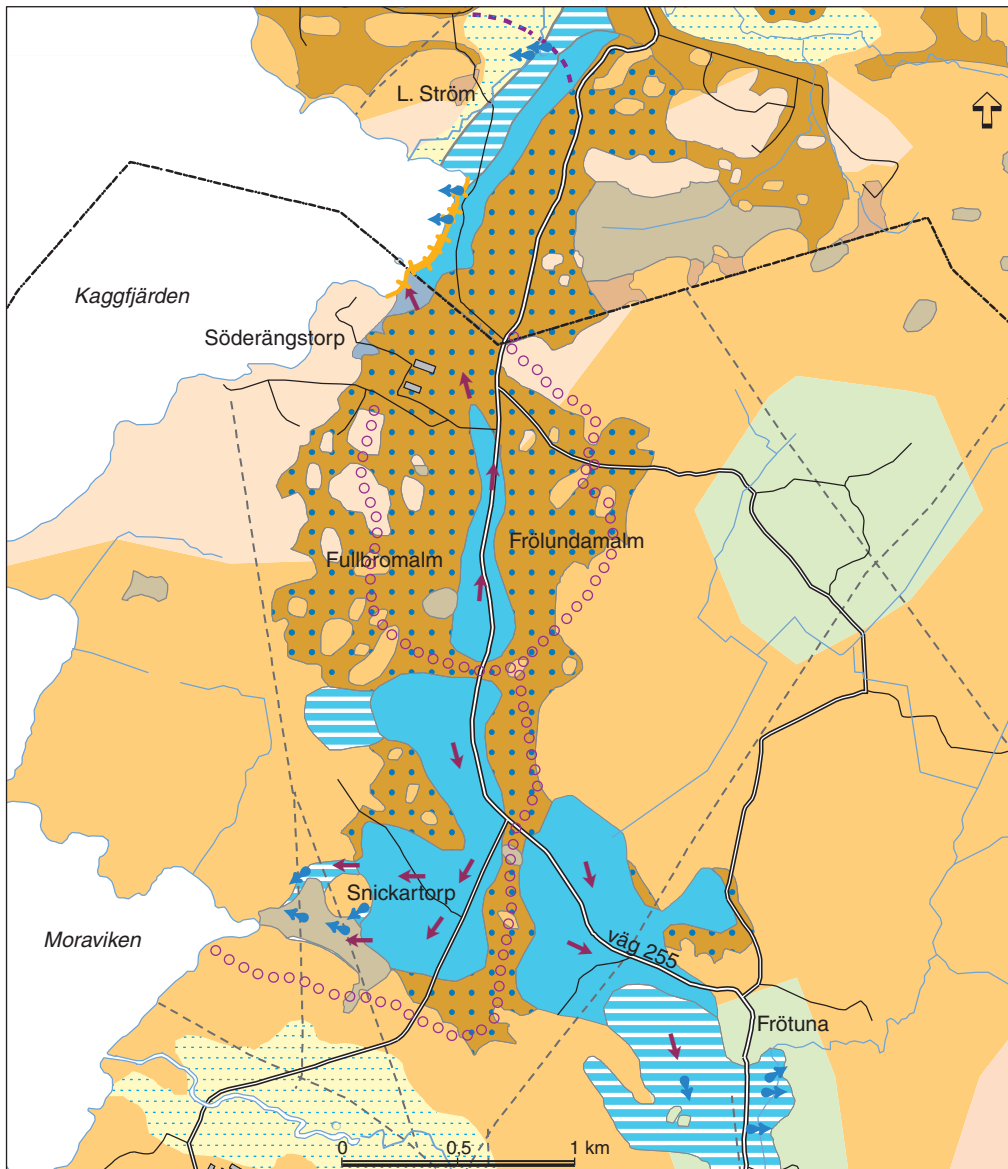 L. Ström
Kaggfjärden
Söderängstorp
Fullbromalm
Frölundamalm
Snickartorp
Moraviken
väg 255
Frötuna
0 0,5 1 km